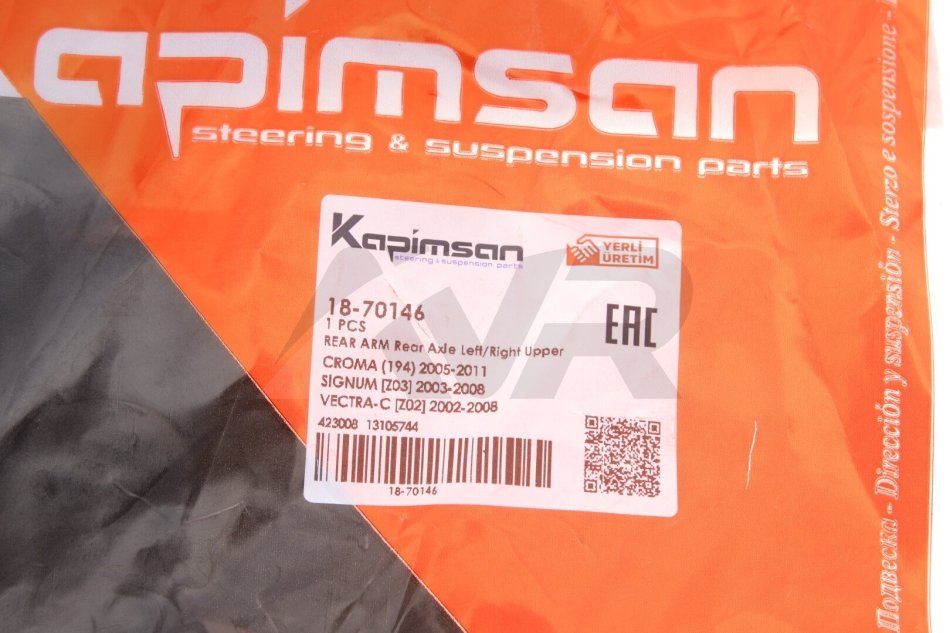 Kapimsan
steering & suspension parts
Kapimsan
steering & suspension parts
YERLİ
ÜRETİM
18-70146
1 PCS
REAR ARM Rear Axle Left/Right Upper
EAC
CROMA (194) 2005-2011
SIGNUM [Z03] 2003-2008
VECTRA-C [Z02] 2002-2008
423008 13105744
18-70146
Подвеска - Dirección y suspensión - Sterzo e sospensione -